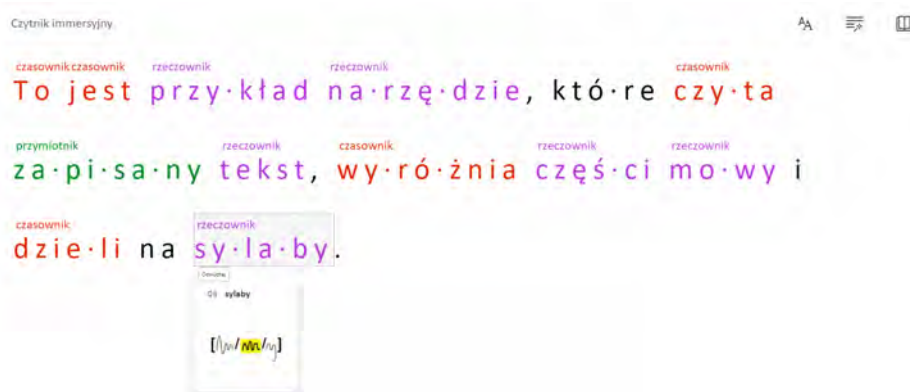 Czytnik immersyjny
czasownik czasownik rzeczownik rzeczownik czasownik
To jest przy·kład na·rzę·dzie, któ·re czy·ta
przymiotnik rzeczownik czasownik rzeczownik rzeczownik
za·pi·sa·ny tekst, wy·róż·nia częś·ci mo·wy i
czasownik rzeczownik
dzie·li na sy·la·by.
sylaby